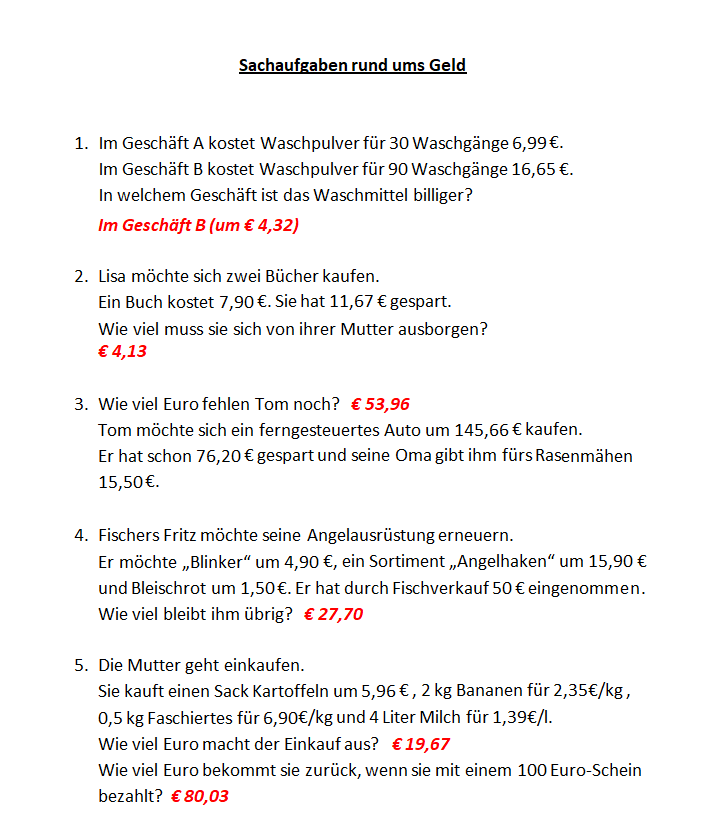 Sachaufgaben rund ums Geld
1. Im Geschäft A kostet Waschpulver für 30 Waschgänge 6,99 €.
Im Geschäft B kostet Waschpulver für 90 Waschgänge 16,65 €.
In welchem Geschäft ist das Waschmittel billiger?
Im Geschäft B (um € 4,32)
2. Lisa möchte sich zwei Bücher kaufen.
Ein Buch kostet 7,90 €. Sie hat 11,67 € gespart.
Wie viel muss sie sich von ihrer Mutter ausborgen?
€ 4,13
3. Wie viel Euro fehlen Tom noch? € 53,96
Tom möchte sich ein ferngesteuertes Auto um 145,66 € kaufen.
Er hat schon 76,20 € gespart und seine Oma gibt ihm fürs Rasenmähen
15,50 €.
4. Fischers Fritz möchte seine Angelausrüstung erneuern.
Er möchte „Blinker“ um 4,90 €, ein Sortiment „Angelhaken“ um 15,90 €
und Bleischrot um 1,50 €. Er hat durch Fischverkauf 50 € eingenommen.
Wie viel bleibt ihm übrig? € 27,70
5. Die Mutter geht einkaufen.
Sie kauft einen Sack Kartoffeln um 5,96 € , 2 kg Bananen für 2,35€/kg ,
0,5 kg Faschiertes für 6,90€/kg und 4 Liter Milch für 1,39€/l.
Wie viel Euro macht der Einkauf aus? € 19,67
Wie viel Euro bekommt sie zurück, wenn sie mit einem 100 Euro-Schein
bezahlt? € 80,03